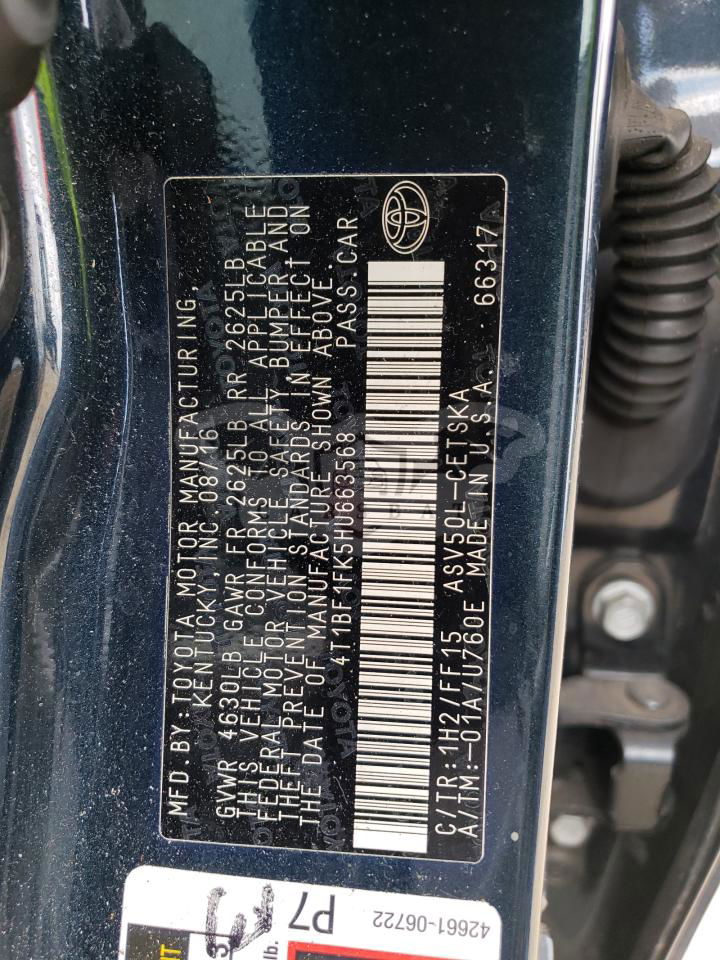 MFD. BY: TOYOTA MOTOR MANUFACTURING,
KENTUCKY, INC. 08/16
GVWR 4630LB GAWR FR 2625LB RR 2625LB
THIS VEHICLE CONFORMS TO ALL APPLICABLE
FEDERAL MOTOR VEHICLE SAFETY, BUMPER, AND
THEFT PREVENTION STANDARDS IN EFFECT ON
THE DATE OF MANUFACTURE SHOWN ABOVE.
4T1BF1FK5HU663568 PASS. CAR
C/TR: 1H2/FF15 ASV50L-CETSKA
A/TM:-01A/U760E MADE IN U.S.A. 66317
P7
42661-06722
lb.